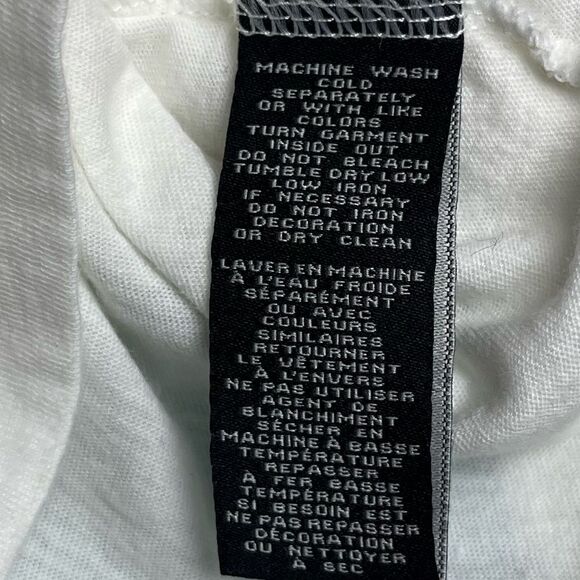 MACHINE WASH
COLD
SEPARATELY
OR WITH LIKE
COLORS
TURN GARMENT
INSIDE OUT
DO NOT BLEACH
TUMBLE DRY LOW
LOW IRON
IF NECESSARY
DO NOT IRON
DECORATION
OR DRY CLEAN
LAVER EN MACHINE
À L'EAU FROIDE
SÉPARÉMENT
OU AVEC
COULEURS
SIMILAIRES
RETOURNER
LE VÊTEMENT
À L'ENVERS
NE PAS UTILISER
AGENT DE
BLANCHIMENT
SÉCHER EN
MACHINE À BASSE
TEMPÉRATURE
REPASSER
À FER BASSE
TEMPÉRATURE
SI BESOIN EST
NE PAS REPASSER
DÉCORATION
OU NETTOYER
À SEC